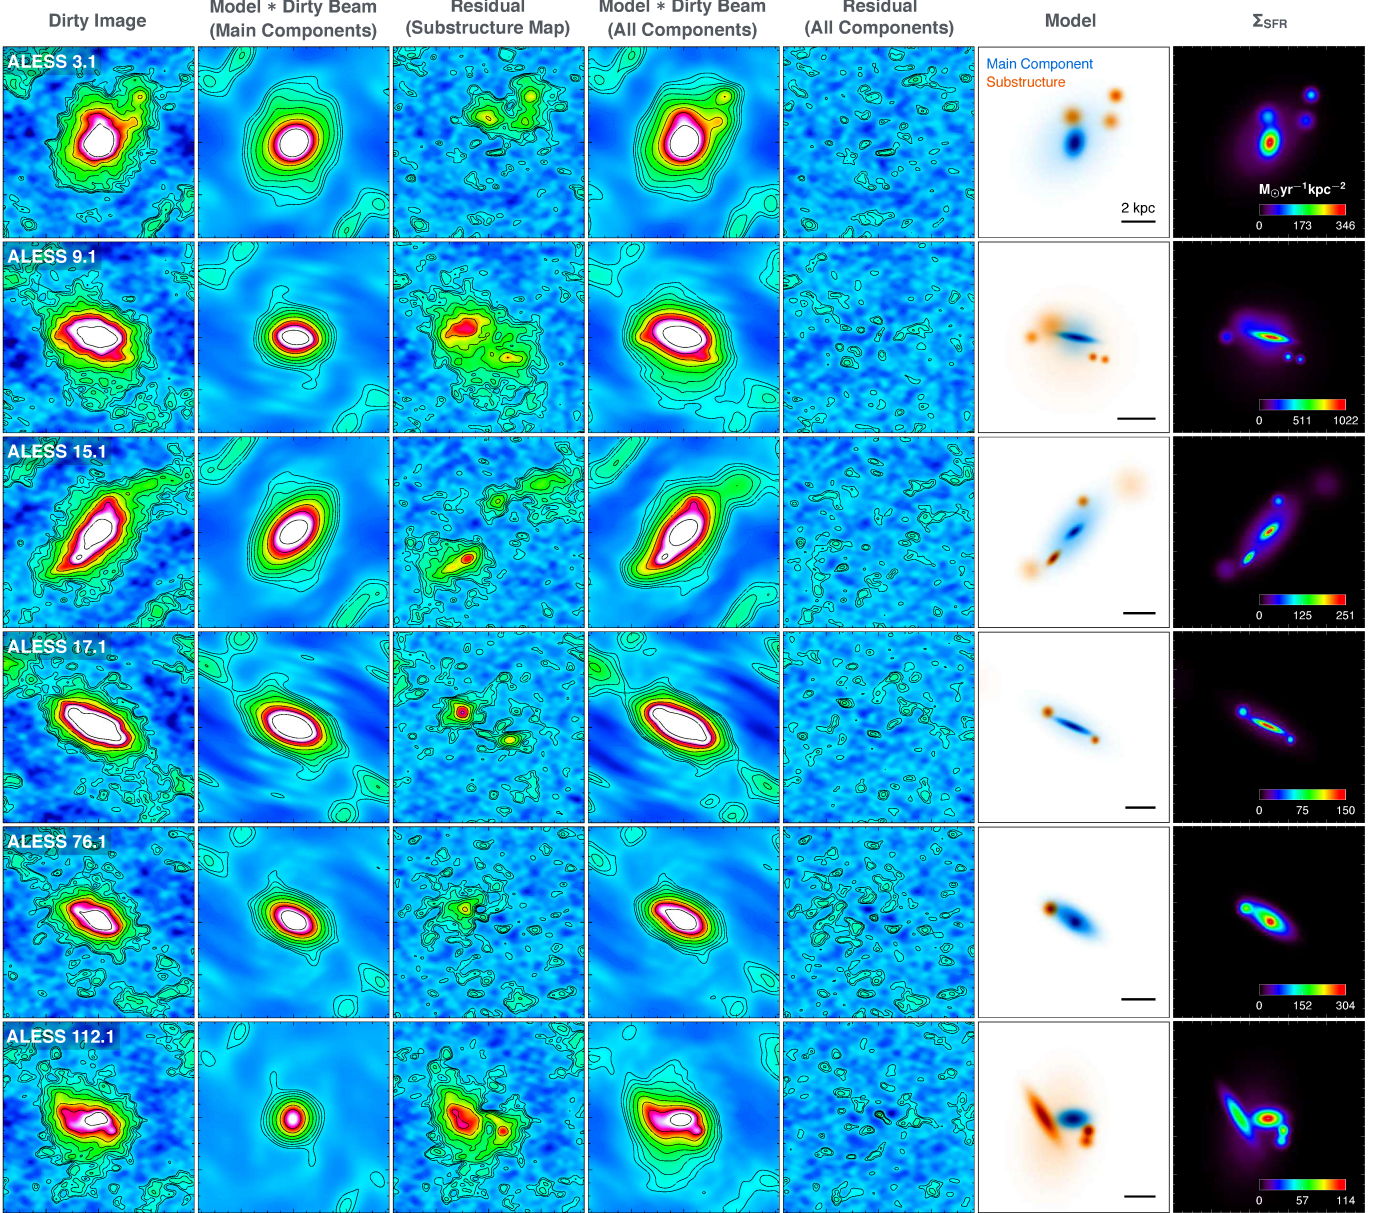 Dirty Image
Model ∗ Dirty Beam
(Main Components)
Residual
(Substructure Map)
Model ∗ Dirty Beam
(All Components)
Residual
(All Components)
Model
Σ_SFR
ALESS 3.1
Main Component
Substructure
2 kpc
M⊙yr⁻¹kpc⁻²
0 173 346
ALESS 9.1
0 511 1022
ALESS 15.1
0 125 251
ALESS 17.1
0 75 150
ALESS 76.1
0 152 304
ALESS 112.1
0 57 114